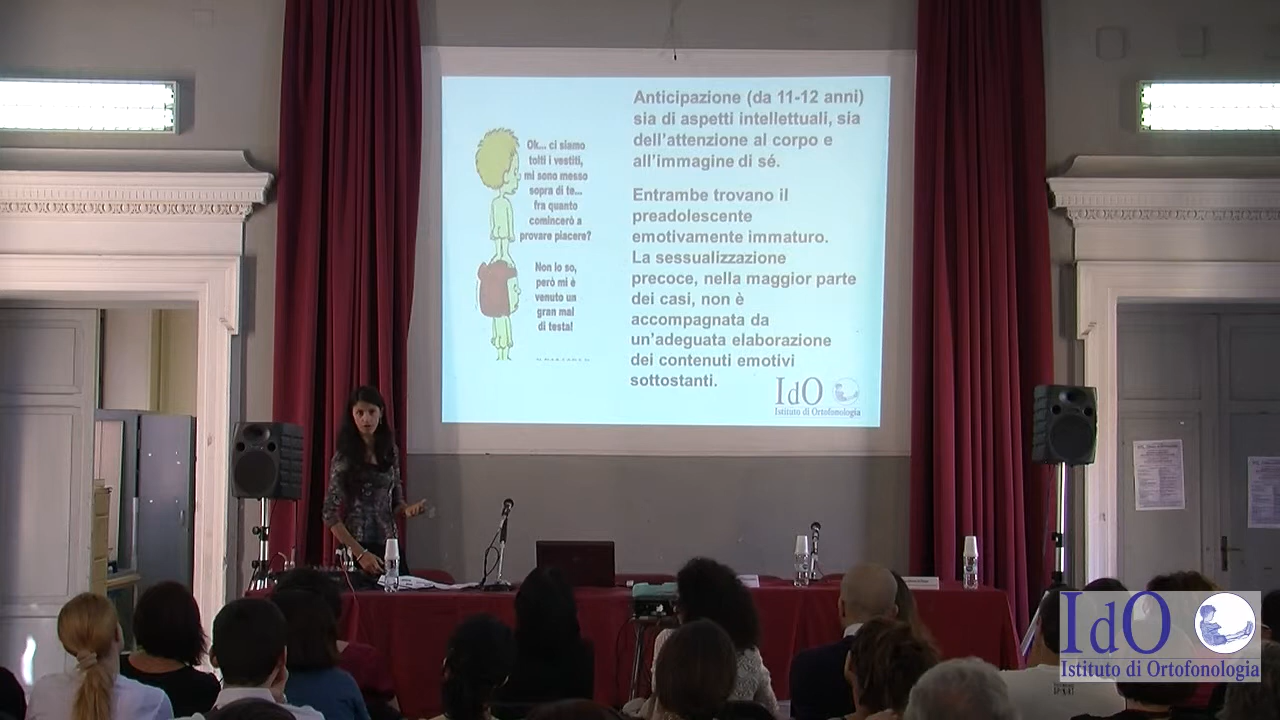 Anticipazione (da 11-12 anni)
sia di aspetti intellettuali, sia
dell'attenzione al corpo e
all'immagine di sé.
Entrambe trovano il
preadolescente
emotivamente immaturo.
La sessualizzazione
precoce, nella maggior parte
dei casi, non è
accompagnata da
un'adeguata elaborazione
dei contenuti emotivi
sottostanti.
Ok... ci siamo
tolti i vestiti,
mi sono messo
sopra di te...
fra quanto
comincerò a
provare piacere?
Non lo so,
però mi è
venuto un
gran mal
di testa!
IdO
Istituto di Ortofonologia
IdO
Istituto di Ortofonologia